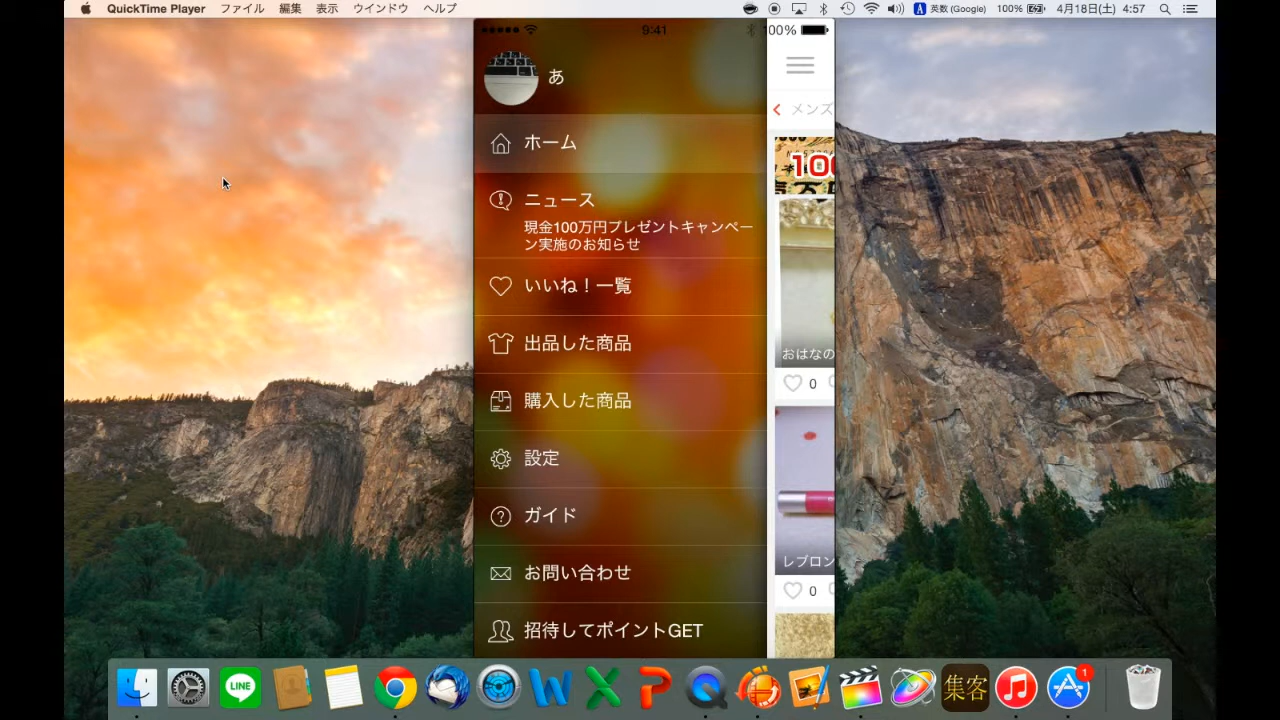 QuickTime Player ファイル 編集 表示 ウインドウ ヘルプ
英数 (Google) 100% 4月18日(土) 4:57
9:41
100%
あ
メンズ
ホーム
100
ニュース
現金100万円プレゼントキャンペー
ン実施のお知らせ
いいね！一覧
出品した商品
おはなの
0
購入した商品
設定
ガイド
レブロン
お問い合わせ
0
招待してポイントGET
LINE
集客
1